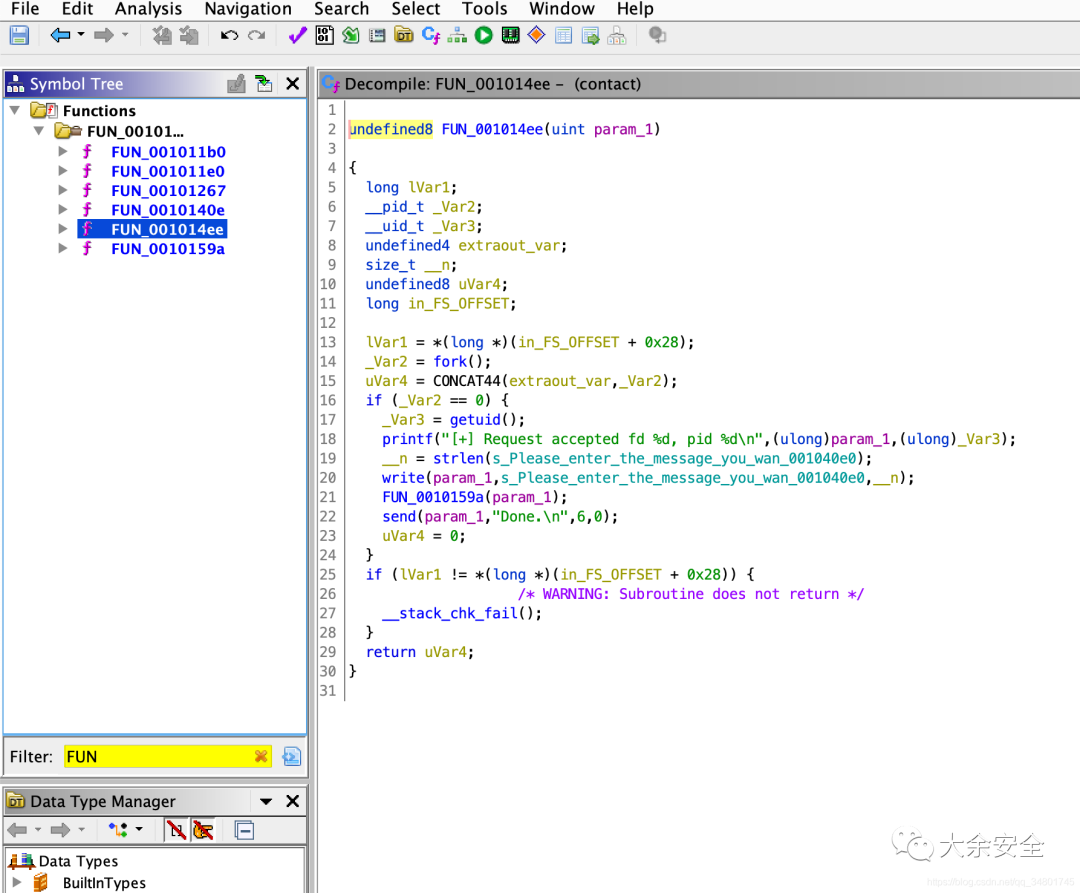 File Edit Analysis Navigation Search Select Tools Window Help
Symbol Tree
Functions
FUN_00101...
f FUN_001011b0
f FUN_001011e0
f FUN_00101267
f FUN_0010140e
f FUN_001014ee
f FUN_0010159a
Filter: FUN
Data Type Manager
Data Types
BuiltInTypes
Decompile: FUN_001014ee – (contact)
1
2 undefined8 FUN_001014ee(uint param_1)
3
4 {
5 long lVar1;
6 __pid_t _Var2;
7 __uid_t _Var3;
8 undefined4 extraout_var;
9 size_t __n;
10 undefined8 uVar4;
11 long in_FS_OFFSET;
12
13 lVar1 = *(long *)(in_FS_OFFSET + 0x28);
14 _Var2 = fork();
15 uVar4 = CONCAT44(extraout_var,_Var2);
16 if (_Var2 == 0) {
17 _Var3 = getuid();
18 printf("[+] Request accepted fd %d, pid %d\n",(ulong)param_1,(ulong)_Var3);
19 __n = strlen(s_Please_enter_the_message_you_wan_001040e0);
20 write(param_1,s_Please_enter_the_message_you_wan_001040e0,__n);
21 FUN_0010159a(param_1);
22 send(param_1,"Done.\n",6,0);
23 uVar4 = 0;
24 }
25 if (lVar1 != *(long *)(in_FS_OFFSET + 0x28)) {
26 /* WARNING: Subroutine does not return */
27 __stack_chk_fail();
28 }
29 return uVar4;
30 }
31
大余安全